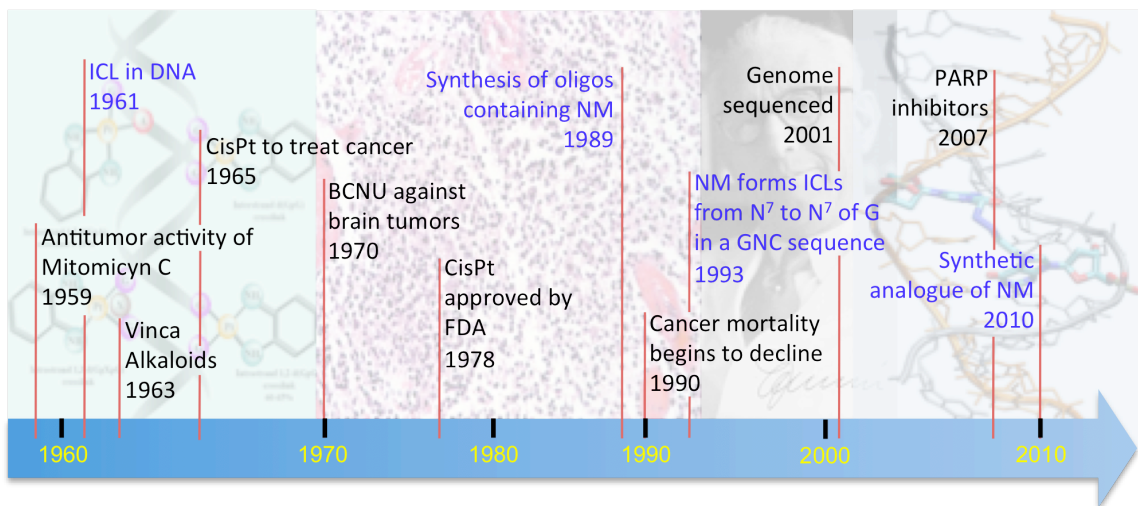 ICL in DNA
1961
Antitumor activity of
Mitomicyn C
1959
Vinca
Alkaloids
1963
CisPt to treat cancer
1965
BCNU against
brain tumors
1970
CisPt
approved by
FDA
1978
Synthesis of oligos
containing NM
1989
Cancer mortality
begins to decline
1990
NM forms ICLs
from N⁷ to N⁷ of G
in a GNC sequence
1993
Genome
sequenced
2001
PARP
inhibitors
2007
Synthetic
analogue of NM
2010
1960
1970
1980
1990
2000
2010